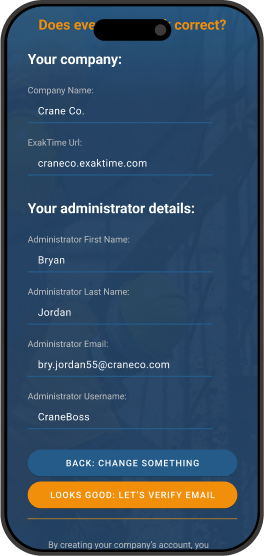 Does eve correct?
Your company:
Company Name:
Crane Co.
ExakTime Url:
craneco.exaktime.com
Your administrator details:
Administrator First Name:
Bryan
Administrator Last Name:
Jordan
Administrator Email:
bry.jordan55@craneco.com
Administrator Username:
CraneBoss
BACK: CHANGE SOMETHING
LOOKS GOOD: LET'S VERIFY EMAIL
By creating your company's account, you